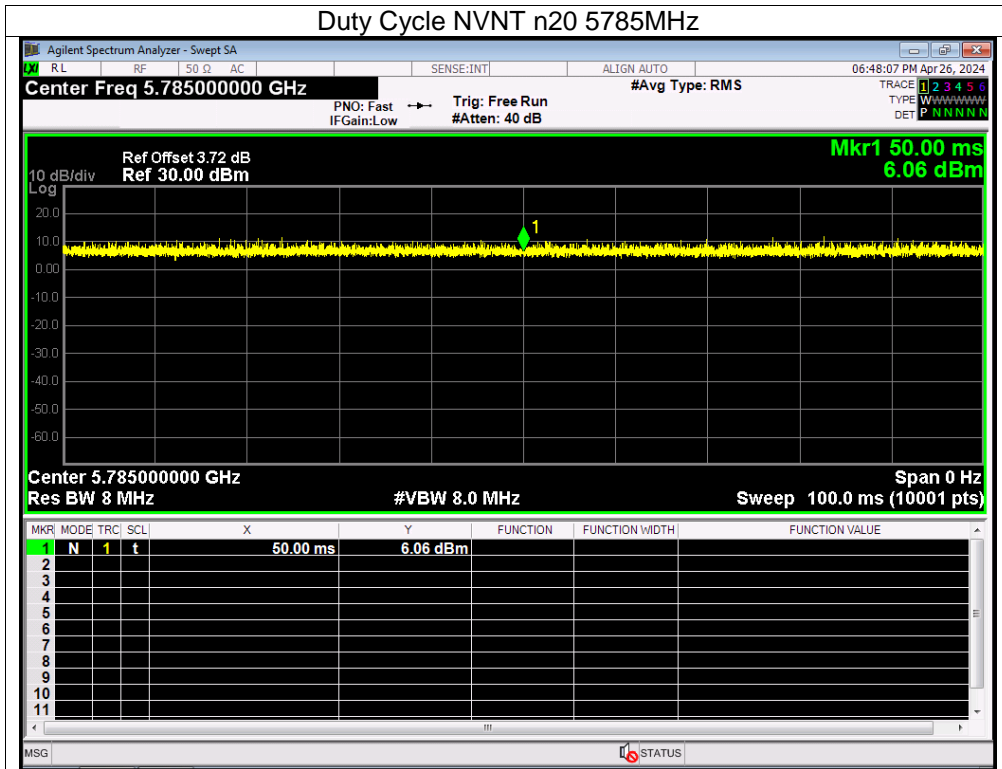 Duty Cycle NVNT n20 5785MHz
Agilent Spectrum Analyzer - Swept SA
LXI RL RF 50 Ω AC SENSE:INT ALIGN AUTO 06:48:07 PM Apr 26, 2024
Center Freq 5.785000000 GHz #Avg Type: RMS TRACE 1 2 3 4 5 6
PNO: Fast Trig: Free Run TYPE WWWWWW
IFGain:Low #Atten: 40 dB DET P N N N N N
Mkr1 50.00 ms
Ref Offset 3.72 dB
10 dB/div Ref 30.00 dBm 6.06 dBm
Log
20.0
1
10.0
0.00
-10.0
-20.0
-30.0
-40.0
-50.0
-60.0
Center 5.785000000 GHz Span 0 Hz
Res BW 8 MHz #VBW 8.0 MHz Sweep 100.0 ms (10001 pts)
MKR MODE TRC SCL X Y FUNCTION FUNCTION WIDTH FUNCTION VALUE
1 N 1 t 50.00 ms 6.06 dBm
2
3
4
5
6
7
8
9
10
11
MSG STATUS